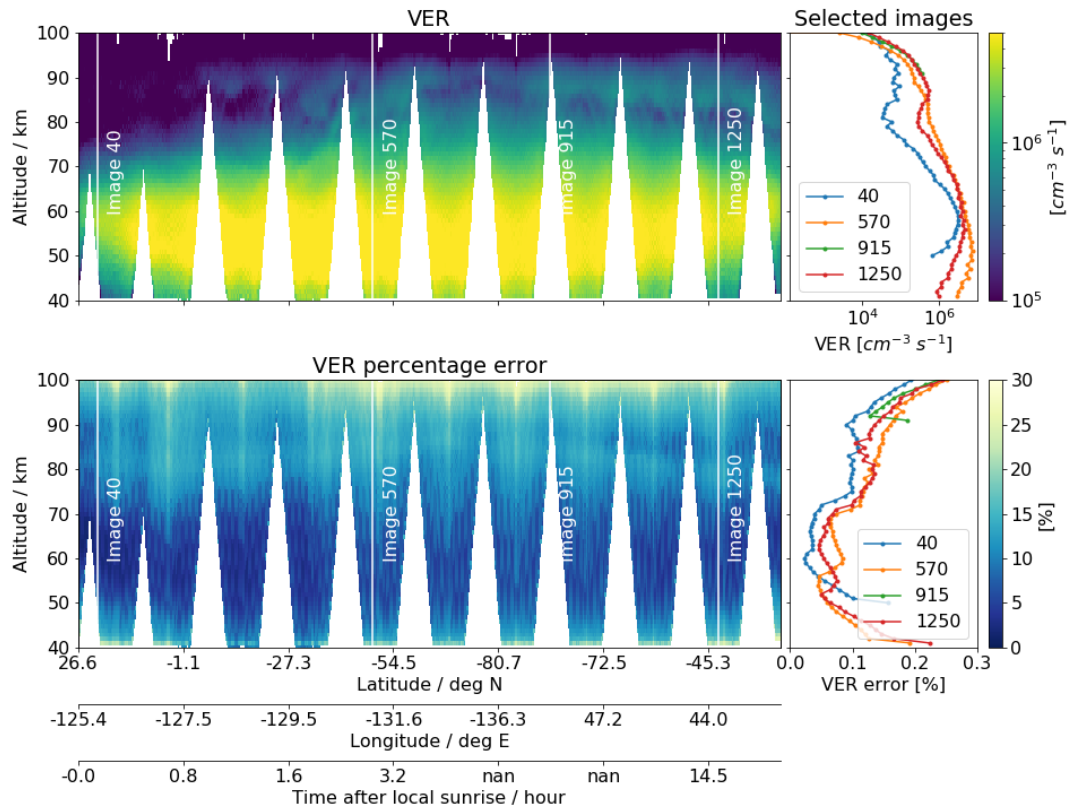 VER
Selected images
100
90
80
70
60
50
40
Altitude / km
Image 40
Image 570
Image 915
Image 1250
40
570
915
1250
10^4
10^6
VER [cm^−3 s^−1]
10^6
10^5
[cm^−3 s^−1]
VER percentage error
100
90
80
70
60
50
40
Altitude / km
Image 40
Image 570
Image 915
Image 1250
26.6 -1.1 -27.3 -54.5 -80.7 -72.5 -45.3
Latitude / deg N
40
570
915
1250
0.0 0.1 0.2 0.3
VER error [%]
30
25
20
15
10
5
0
[%]
-125.4 -127.5 -129.5 -131.6 -136.3 47.2 44.0
Longitude / deg E
-0.0 0.8 1.6 3.2 nan nan 14.5
Time after local sunrise / hour